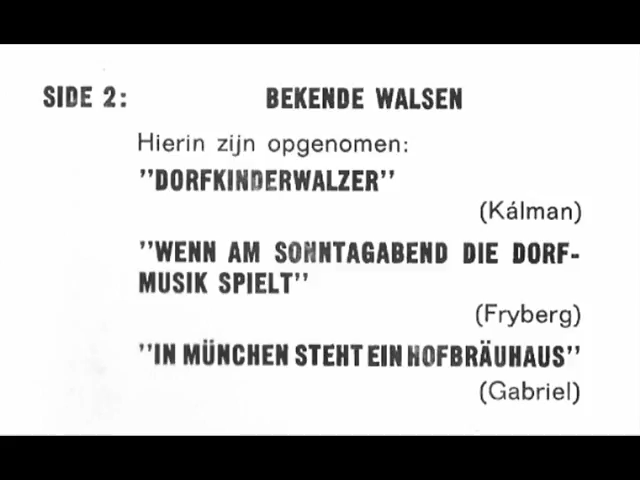 SIDE 2: BEKENDE WALSEN
Hierin zijn opgenomen:
"DORFKINDERWALZER"
(Kálman)
"WENN AM SONNTAGABEND DIE DORF-
MUSIK SPIELT"
(Fryberg)
"IN MÜNCHEN STEHT EIN HOFBRÄUHAUS"
(Gabriel)